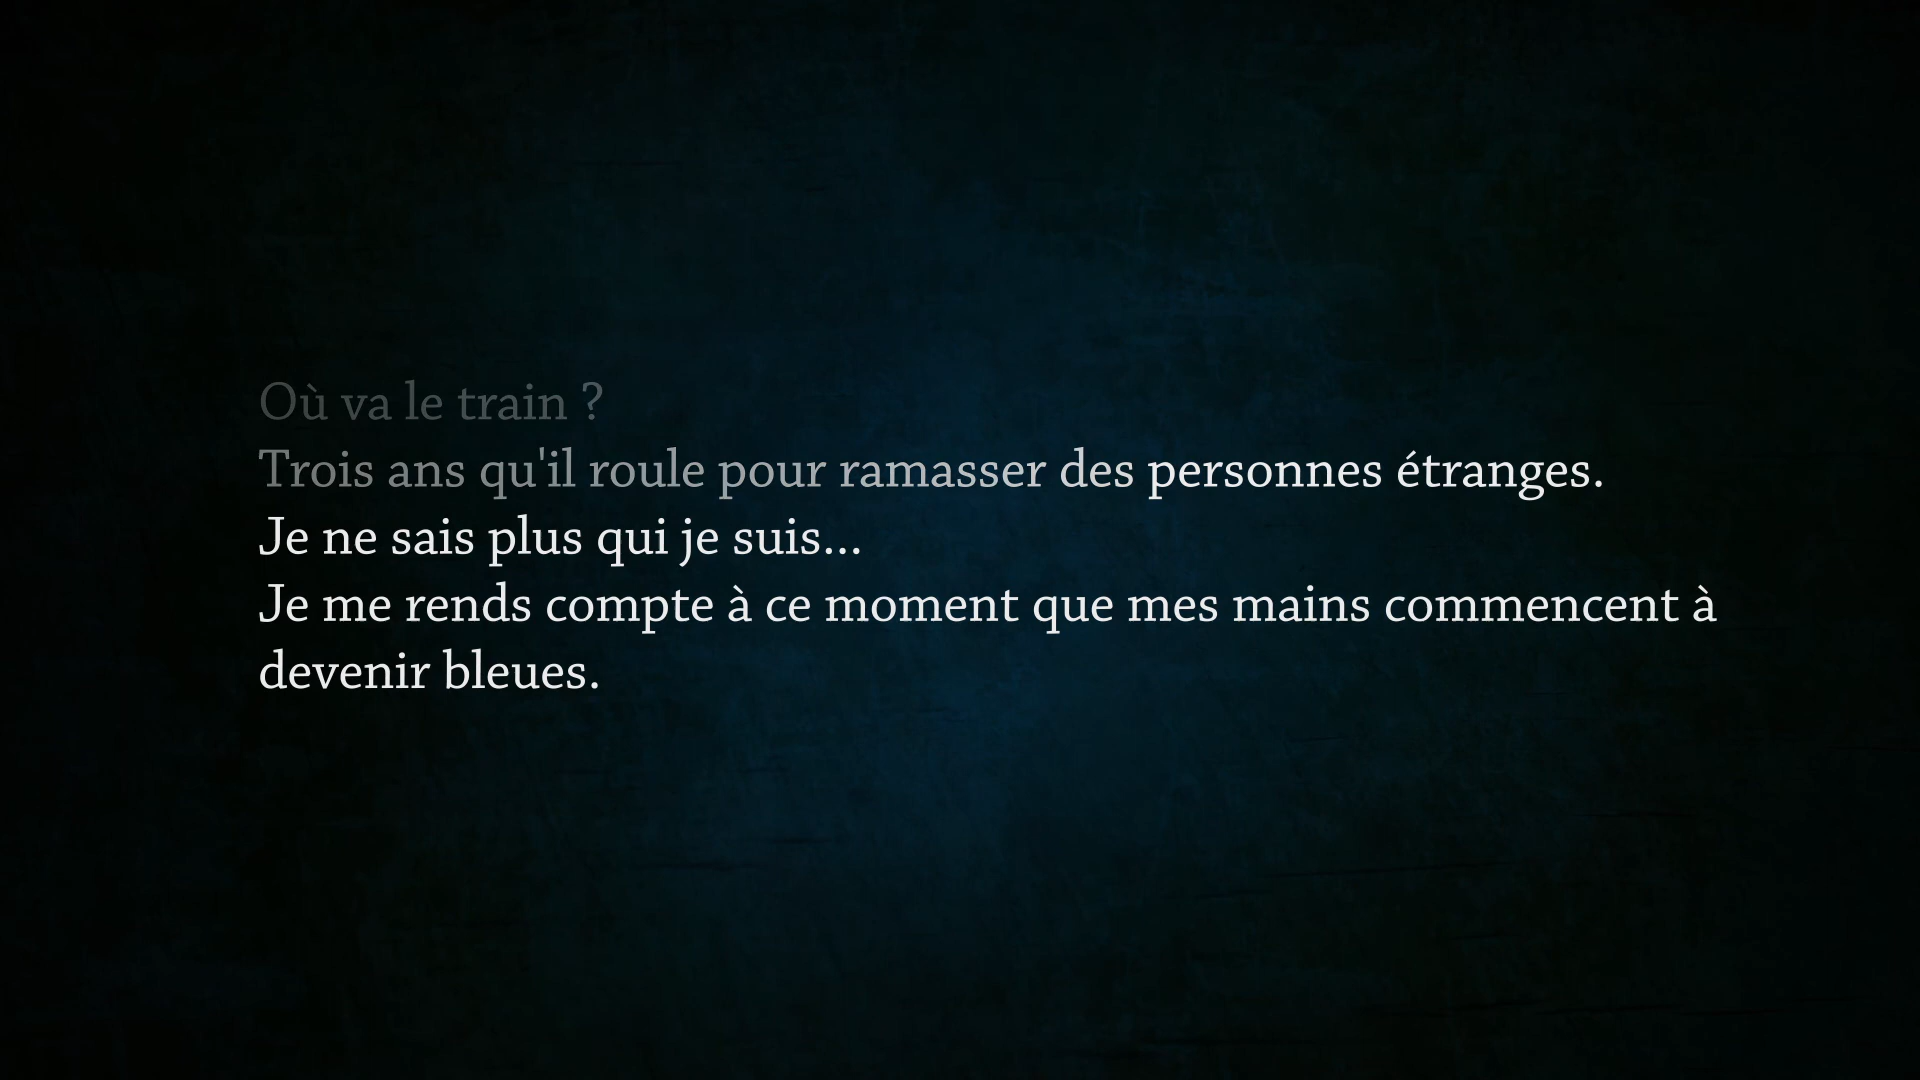 Où va le train ?
Trois ans qu'il roule pour ramasser des personnes étranges.
Je ne sais plus qui je suis...
Je me rends compte à ce moment que mes mains commencent à
devenir bleues.